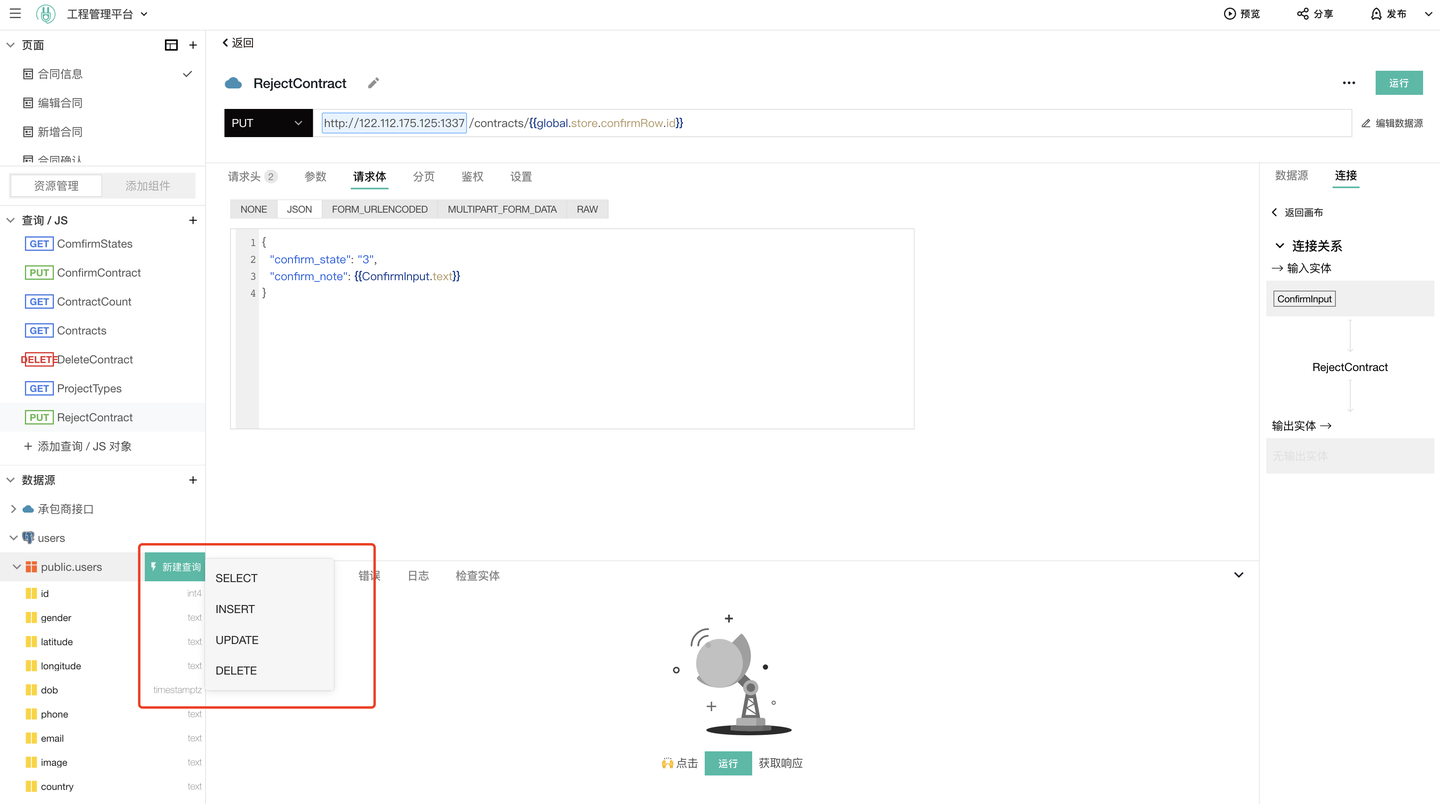 工程管理平台
预览
分享
发布
页面
合同信息
编辑合同
新增合同
合同确认
资源管理
添加组件
查询 / JS
GET ComfirmStates
PUT ConfirmContract
GET ContractCount
GET Contracts
DELETE DeleteContract
GET ProjectTypes
PUT RejectContract
添加查询 / JS 对象
数据源
承包商接口
users
public.users
新建查询
id int4
gender text
latitude text
longitude text
dob timestamptz
phone text
email text
image text
country text
SELECT
INSERT
UPDATE
DELETE
返回
RejectContract
运行
PUT
http://122.112.175.125:1337/contracts/{{global.store.confirmRow.id}}
编辑数据源
请求头 2
参数
请求体
分页
鉴权
设置
NONE
JSON
FORM_URLENCODED
MULTIPART_FORM_DATA
RAW
1 {
2 "confirm_state": "3",
3 "confirm_note": {{ConfirmInput.text}}
4 }
错误
日志
检查实体
🙌 点击 运行 获取响应
数据源
连接
返回画布
连接关系
→ 输入实体
ConfirmInput
RejectContract
输出实体 →
无输出实体